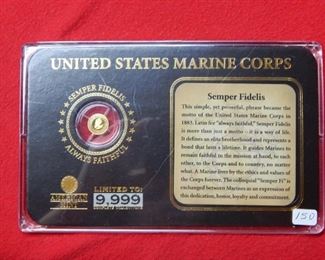 UNITED STATES MARINE CORPS
SEMPER FIDELIS
ALWAYS FAITHFUL
AMERICAN
MINT
LIMITED TO:
9,999
COMPLETE COLLECTIONS
Semper Fidelis
This simple, yet powerful, phrase became the
motto of the United States Marine Corps in
1883. Latin for "always faithful," Semper Fidelis
is more than just a motto – it is a way of life.
It defines an elite brotherhood and represents a
bond that lasts a lifetime. It guides Marines to
remain faithful to the mission at hand, to each
other, to the Corps and to country, no matter
what. A Marine lives by the ethics and values of
the Corps forever. The colloquial "Semper Fi" is
exchanged between Marines as an expression of
this dedication, honor, loyalty and commitment.
150